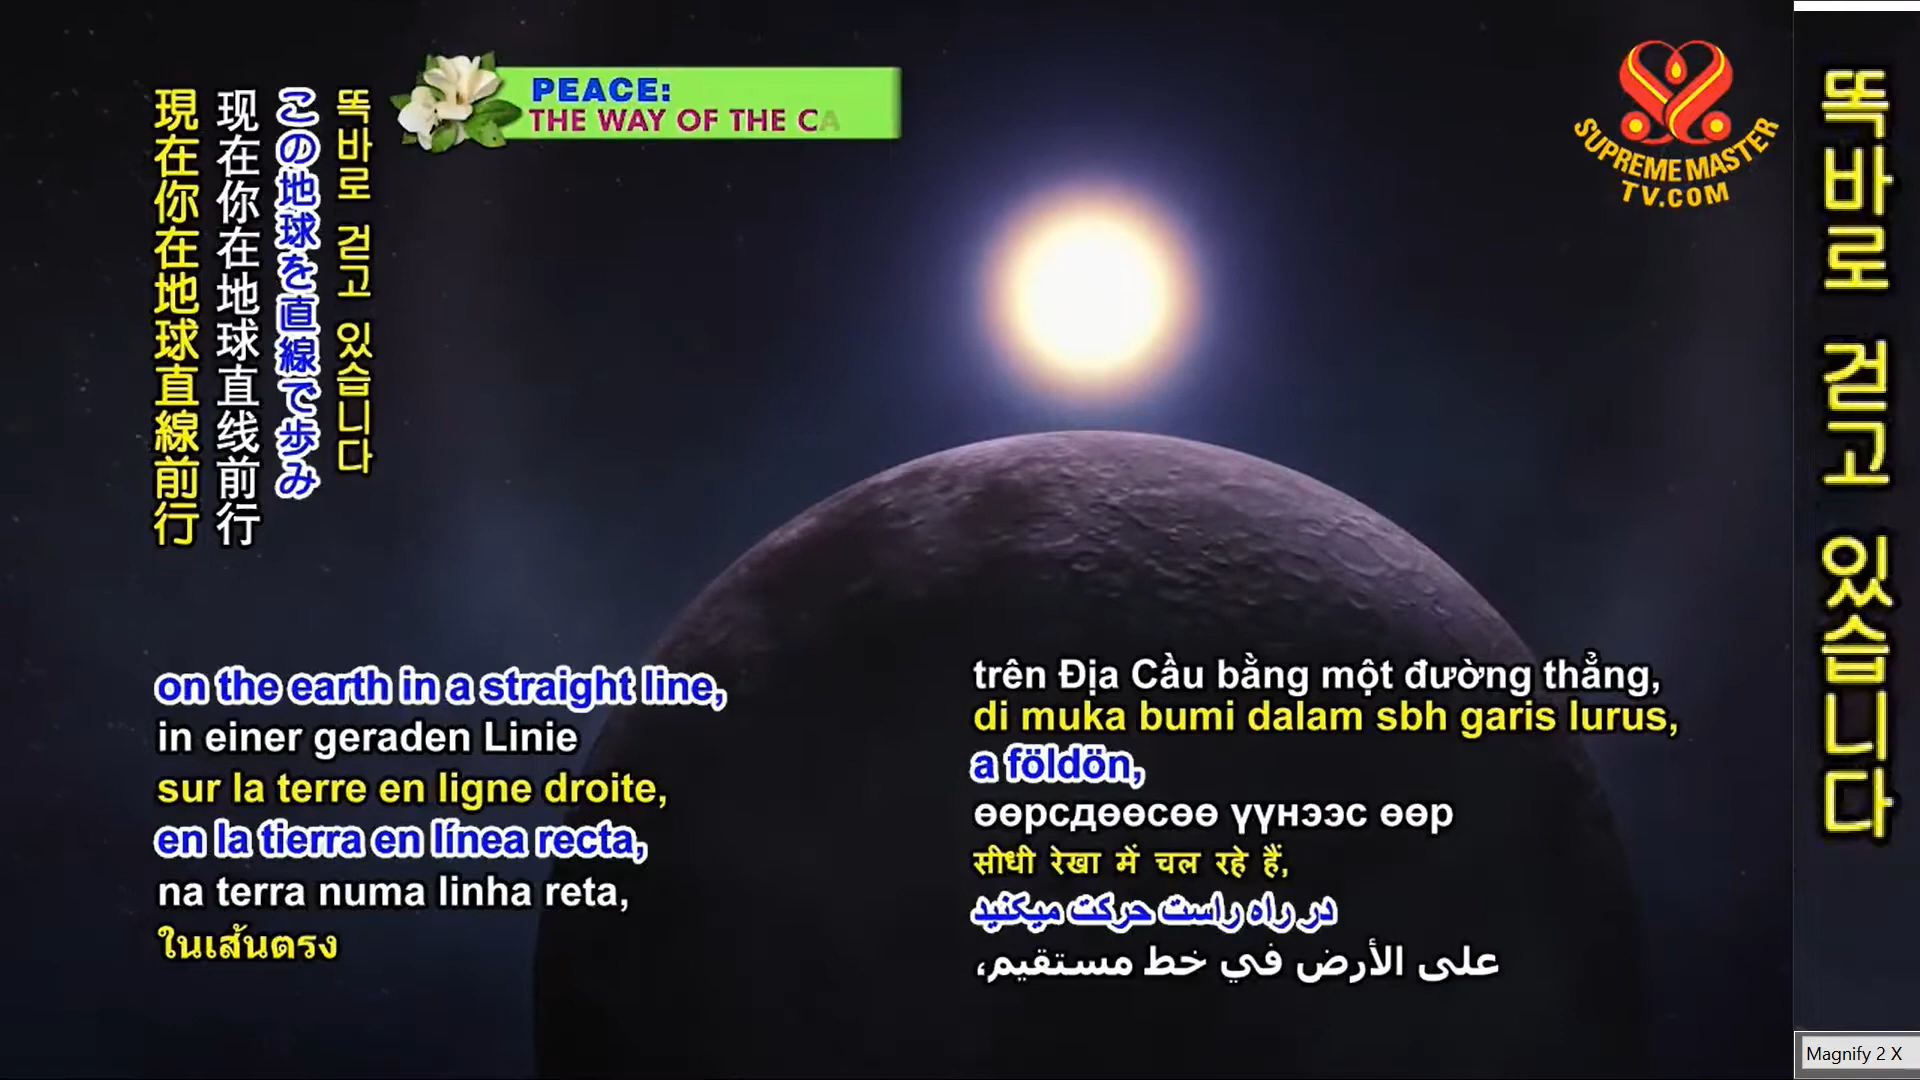 現在你在地球直線前行
现在你在地球直线前行
この地球を直線で歩み
똑바로 걷고 있습니다
PEACE:
THE WAY OF THE CA
SUPREME MASTER
TV.COM
똑바로 걷고 있습니다
on the earth in a straight line,
in einer geraden Linie
sur la terre en ligne droite,
en la tierra en línea recta,
na terra numa linha reta,
ในเส้นตรง
trên Địa Cầu bằng một đường thẳng,
di muka bumi dalam sbh garis lurus,
a földön,
өөрсдөөсөө үүнээс өөр
सीधी रेखा में चल रहे हैं,
در راه راست حرکت میکنید
على الأرض في خط مستقيم،
Magnify 2 X